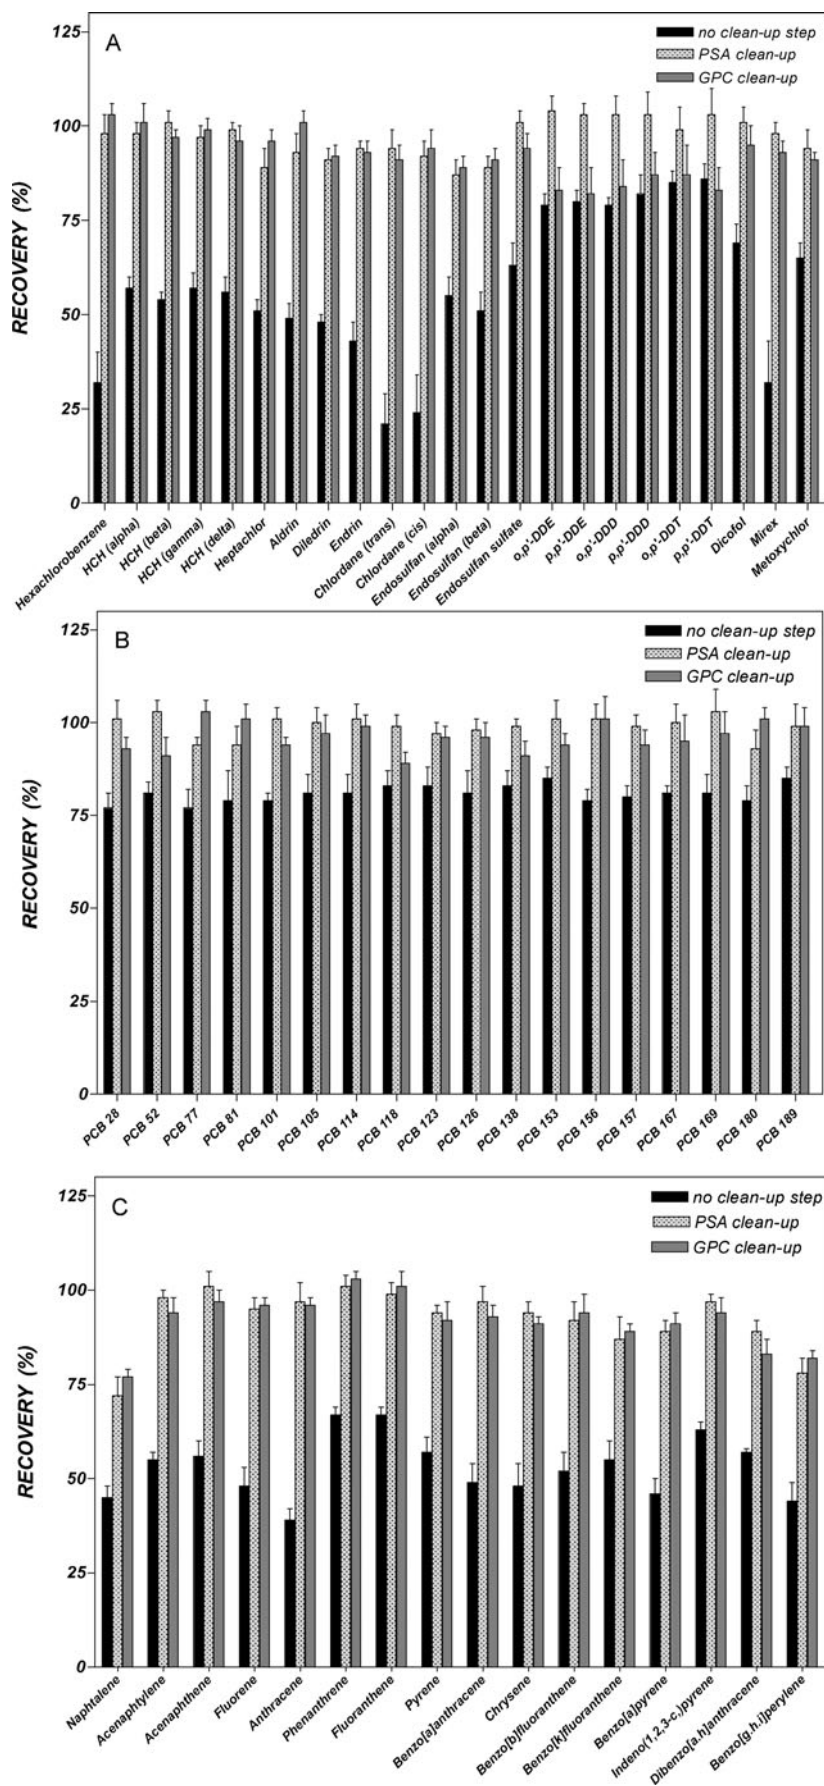 A
no clean-up step
PSA clean-up
GPC clean-up
RECOVERY (%)
125
100
75
50
25
0
Hexachlorobenzene
HCH (alpha)
HCH (beta)
HCH (gamma)
HCH (delta)
Heptachlor
Aldrin
Diledrin
Endrin
Chlordane (trans)
Chlordane (cis)
Endosulfan (alpha)
Endosulfan (beta)
Endosulfan sulfate
o,p'-DDE
p,p'-DDE
o,p'-DDD
p,p'-DDD
o,p'-DDT
p,p'-DDT
Dicofol
Mirex
Metoxychlor
B
no clean-up step
PSA clean-up
GPC clean-up
RECOVERY (%)
125
100
75
50
25
0
PCB 28
PCB 52
PCB 77
PCB 81
PCB 101
PCB 105
PCB 114
PCB 118
PCB 123
PCB 126
PCB 138
PCB 153
PCB 156
PCB 157
PCB 167
PCB 169
PCB 180
PCB 189
C
no clean-up step
PSA clean-up
GPC clean-up
RECOVERY (%)
125
100
75
50
25
0
Naphtalene
Acenaphtylene
Acenaphthene
Fluorene
Anthracene
Phenanthrene
Fluoranthene
Pyrene
Benzo[a]anthracene
Chrysene
Benzo[b]fluoranthene
Benzo[k]fluoranthene
Benzo[a]pyrene
Indeno(1,2,3-c,)pyrene
Dibenzo[a.h]anthracene
Benzo[g.h.i]perylene